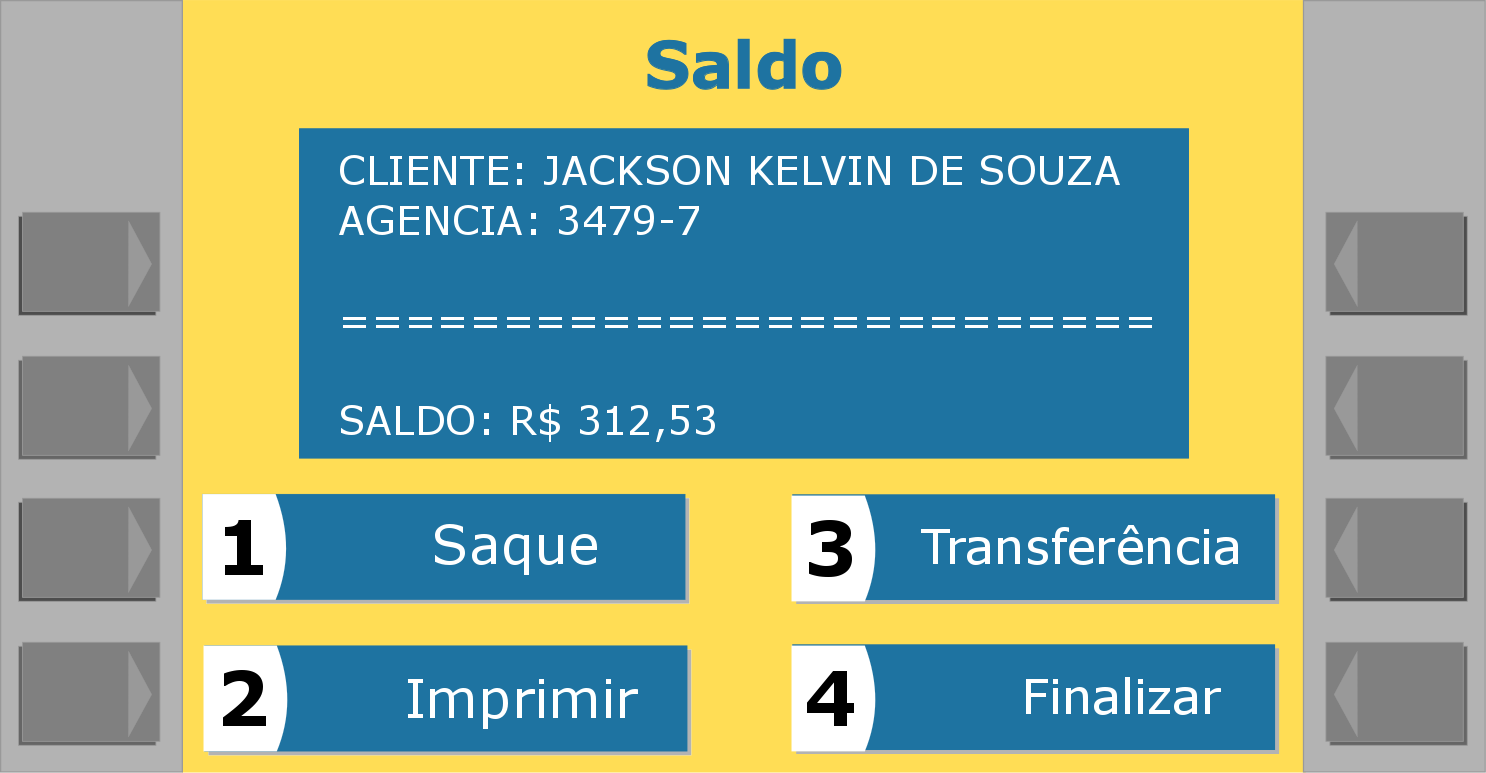 Saldo
CLIENTE: JACKSON KELVIN DE SOUZA
AGENCIA: 3479-7
=========================
SALDO: R$ 312,53
1 Saque
3 Transferência
2 Imprimir
4 Finalizar